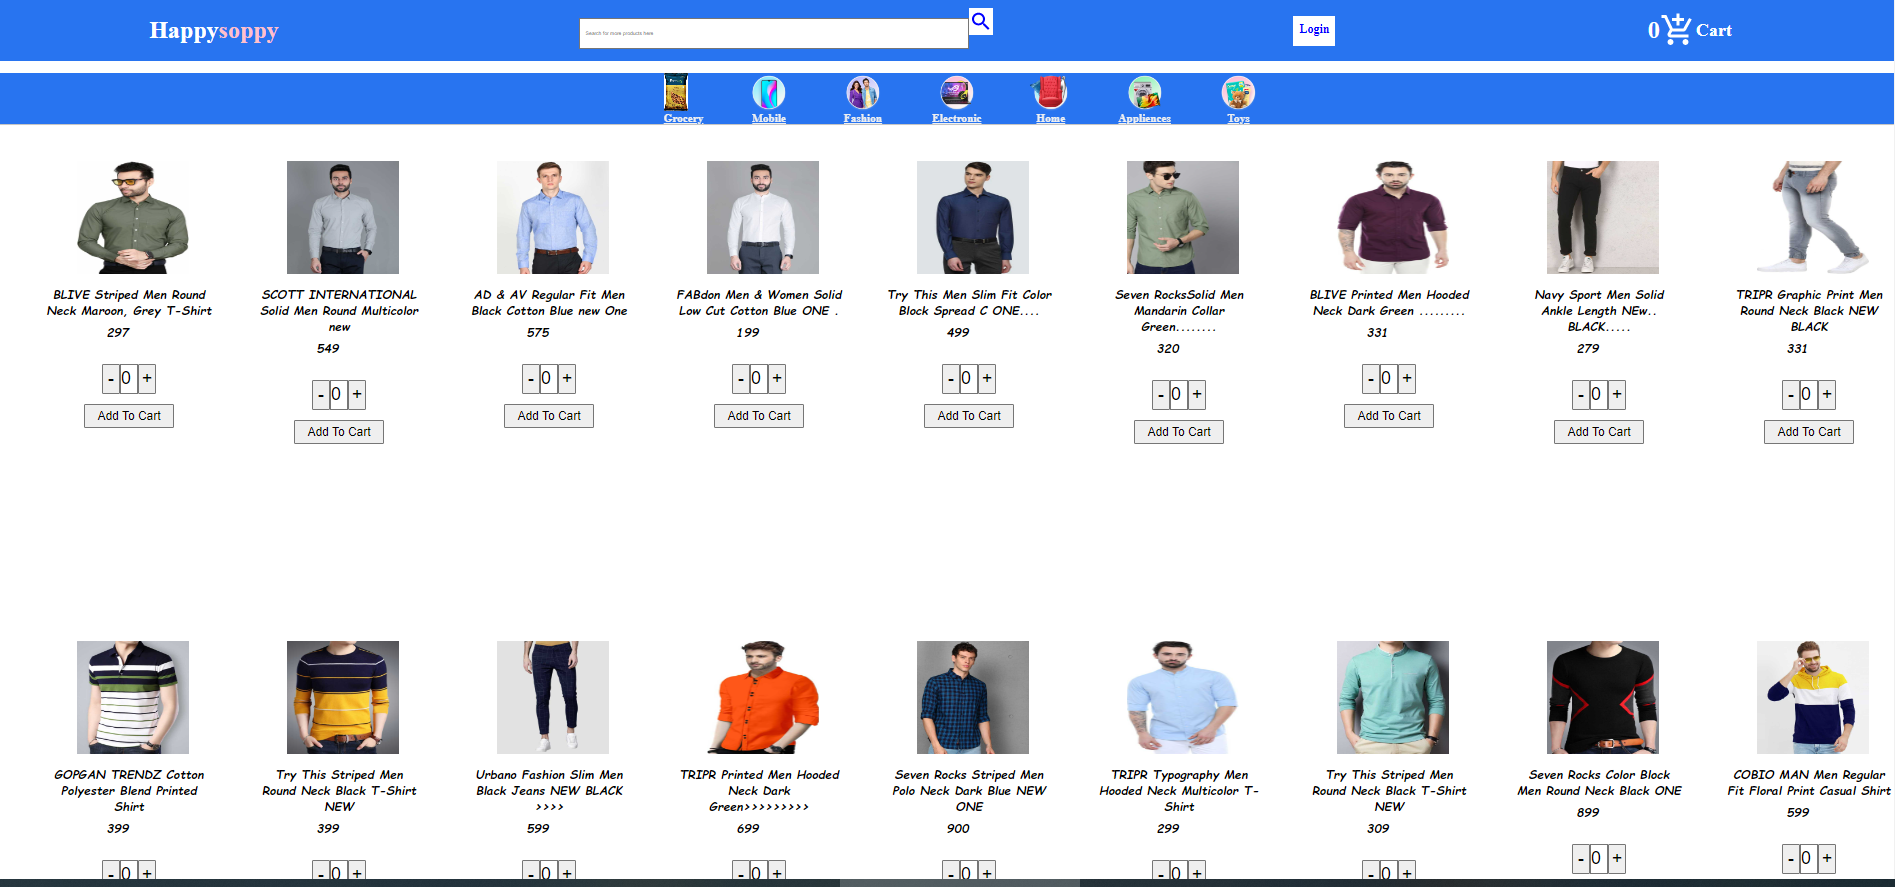 Happysoppy
Search for more products here
Login
0 Cart
Grocery
Mobile
Fashion
Electronic
Home
Appliences
Toys
BLIVE Striped Men Round
Neck Maroon, Grey T-Shirt
297
- 0 +
Add To Cart
SCOTT INTERNATIONAL
Solid Men Round Multicolor
new
549
- 0 +
Add To Cart
AD & AV Regular Fit Men
Black Cotton Blue new One
575
- 0 +
Add To Cart
FABdon Men & Women Solid
Low Cut Cotton Blue ONE .
199
- 0 +
Add To Cart
Try This Men Slim Fit Color
Block Spread C ONE....
499
- 0 +
Add To Cart
Seven RocksSolid Men
Mandarin Collar
Green........
320
- 0 +
Add To Cart
BLIVE Printed Men Hooded
Neck Dark Green .........
331
- 0 +
Add To Cart
Navy Sport Men Solid
Ankle Length NEw..
BLACK.....
279
- 0 +
Add To Cart
TRIPR Graphic Print Men
Round Neck Black NEW
BLACK
331
- 0 +
Add To Cart
GOPGAN TRENDZ Cotton
Polyester Blend Printed
Shirt
399
- 0 +
Try This Striped Men
Round Neck Black T-Shirt
NEW
399
- 0 +
Urbano Fashion Slim Men
Black Jeans NEW BLACK
>>>>
599
- 0 +
TRIPR Printed Men Hooded
Neck Dark
Green>>>>>>>>>
699
- 0 +
Seven Rocks Striped Men
Polo Neck Dark Blue NEW
ONE
900
- 0 +
TRIPR Typography Men
Hooded Neck Multicolor T-
Shirt
299
- 0 +
Try This Striped Men
Round Neck Black T-Shirt
NEW
309
- 0 +
Seven Rocks Color Block
Men Round Neck Black ONE
899
- 0 +
COBIO MAN Men Regular
Fit Floral Print Casual Shirt
599
- 0 +